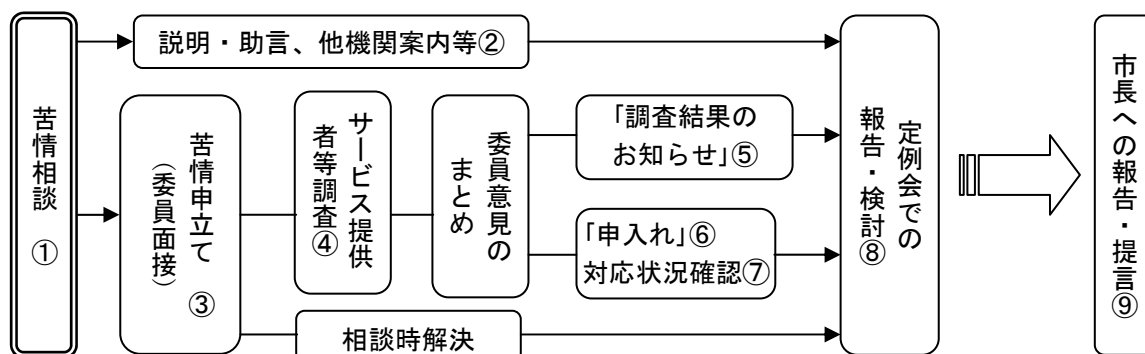 苦情相談 ①
説明・助言、他機関案内等②
苦情申立て ③
(委員面接)
サービス提供
者等調査④
委員意見の
まとめ
「調査結果の
お知らせ」⑤
「申入れ」⑥
対応状況確認⑦
相談時解決
定例会での
報告・検討⑧
市長への報告・提言⑨